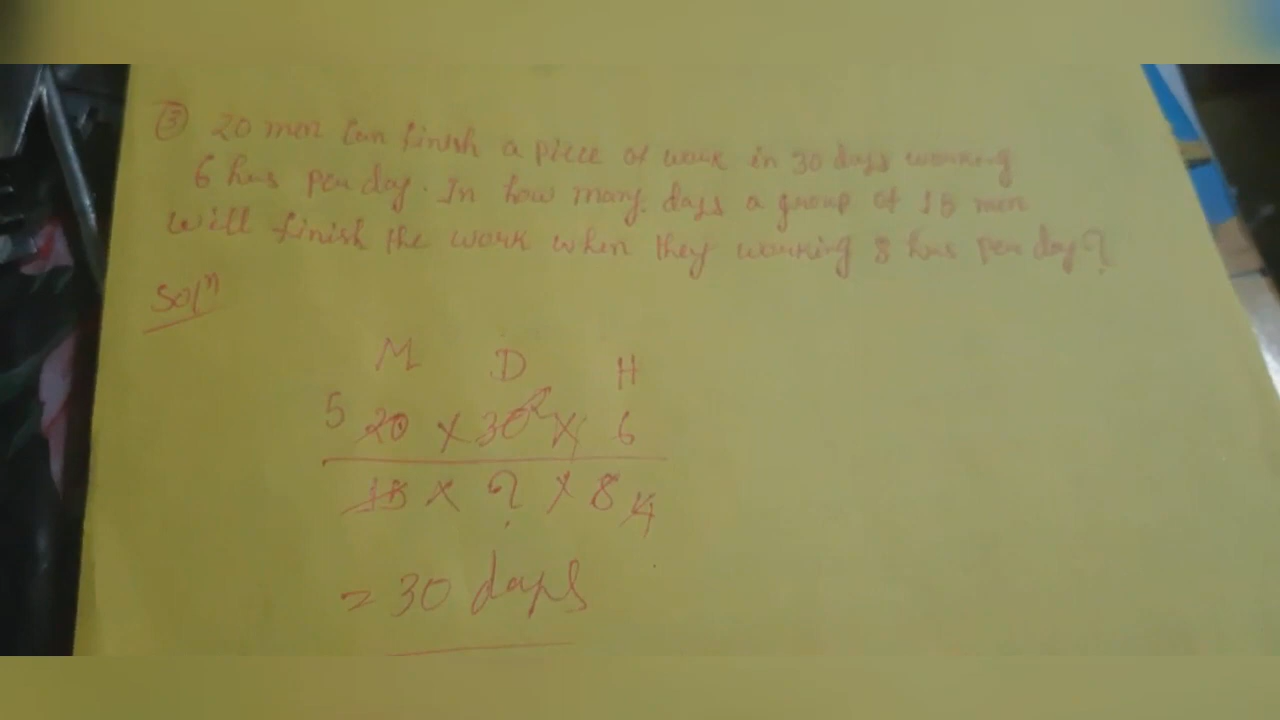 ③ 20 men can finish a piece of work in 30 days working
6 hrs per day. In how many days a group of 15 men
will finish the work when they working 8 hrs per day?
Solⁿ
M D H
5 20 × 30 2 × 6
15 × ? × 8 4
= 30 days